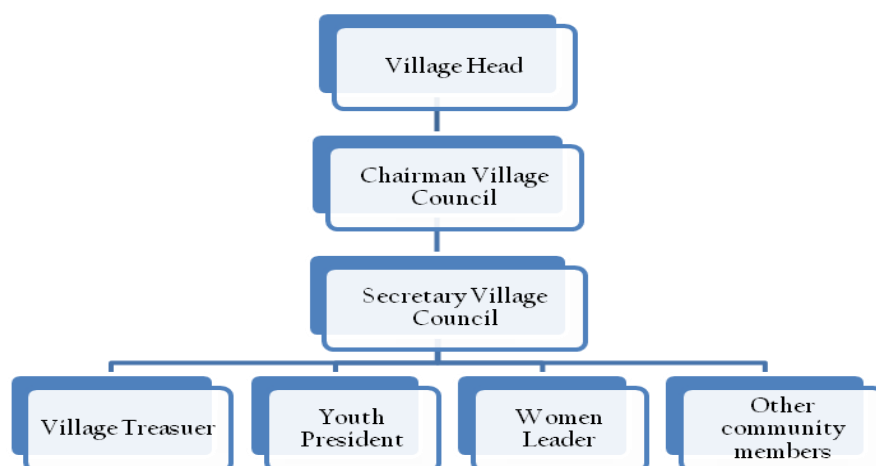 Village Head
Chairman Village
Council
Secretary Village
Council
Village Treasuer
Youth
President
Women
Leader
Other
community
members